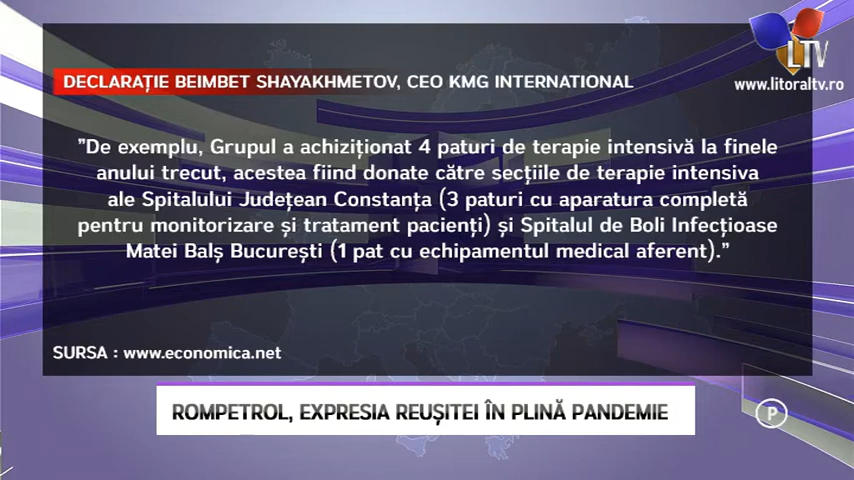 LTV
www.litoraltv.ro
DECLARAȚIE BEIMBET SHAYAKHMETOV, CEO KMG INTERNATIONAL
"De exemplu, Grupul a achiziționat 4 paturi de terapie intensivă la finele
anului trecut, acestea fiind donate către secțiile de terapie intensiva
ale Spitalului Județean Constanța (3 paturi cu aparatura completă
pentru monitorizare și tratament pacienți) și Spitalul de Boli Infecțioase
Matei Balș București (1 pat cu echipamentul medical aferent)."
SURSA : www.economica.net
ROMPETROL, EXPRESIA REUȘITEI ÎN PLINĂ PANDEMIE
P